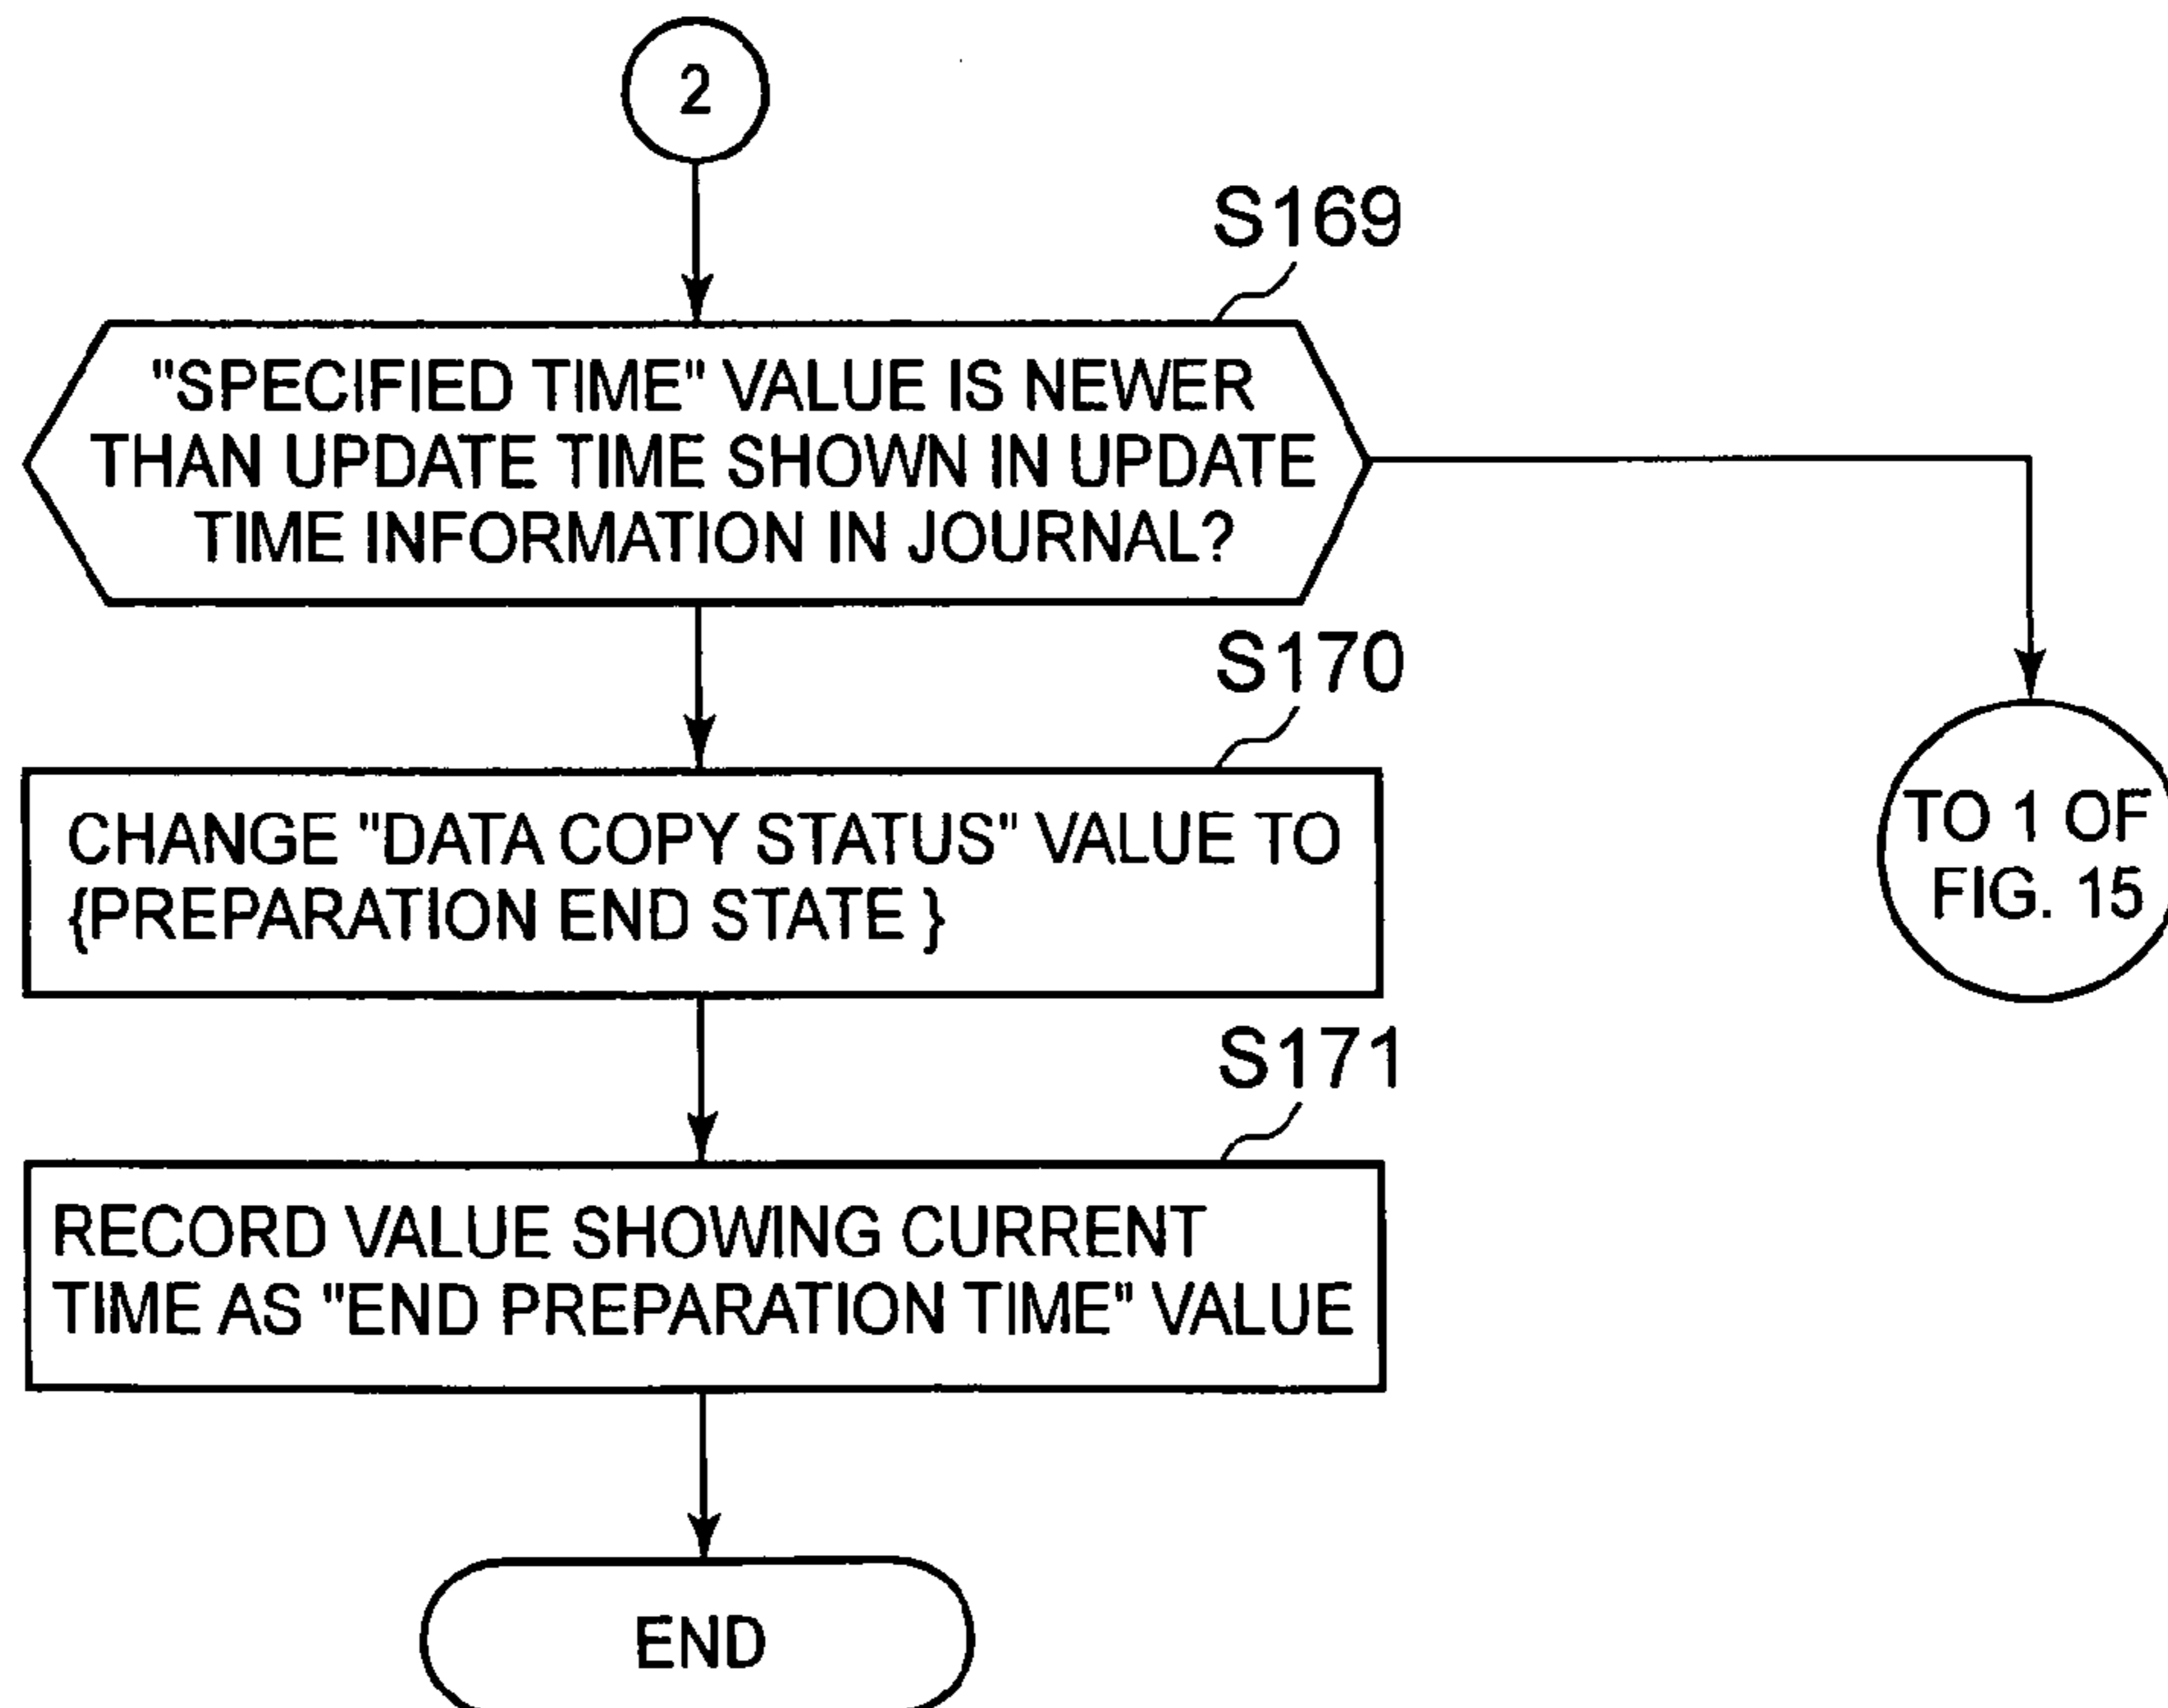 2
S169
"SPECIFIED TIME" VALUE IS NEWER
THAN UPDATE TIME SHOWN IN UPDATE
TIME INFORMATION IN JOURNAL?
S170
CHANGE "DATA COPY STATUS" VALUE TO
{PREPARATION END STATE }
TO 1 OF
FIG. 15
S171
RECORD VALUE SHOWING CURRENT
TIME AS "END PREPARATION TIME" VALUE
END